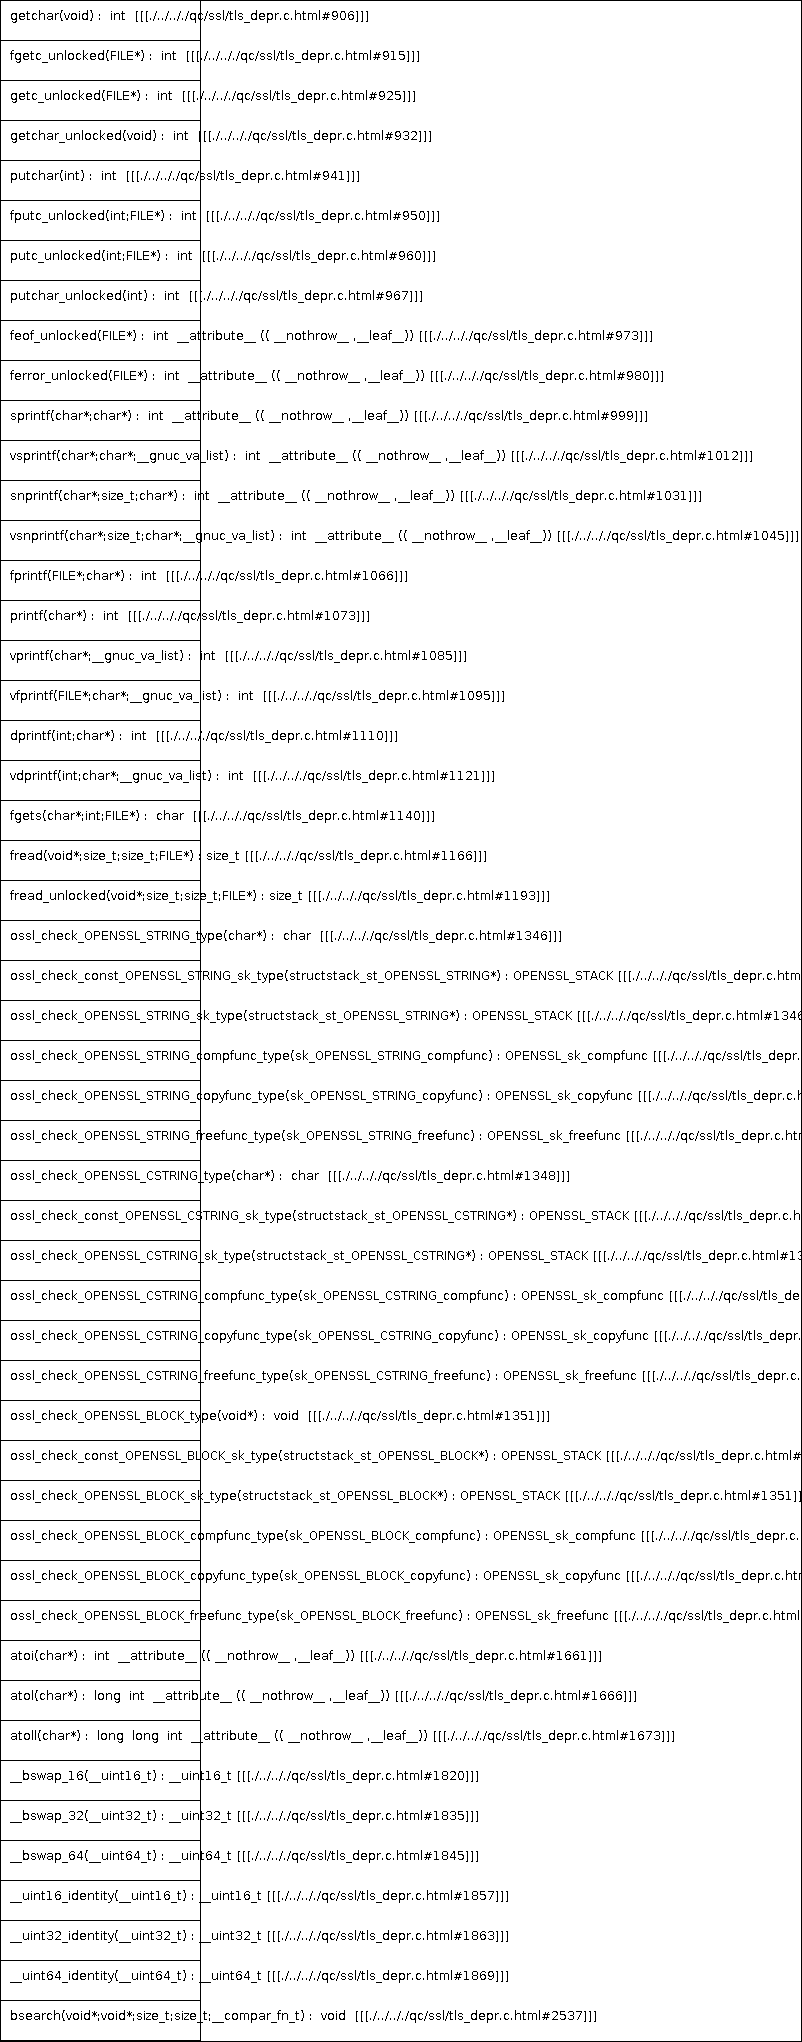 getchar(void) :  int  [[[./../../qc/ssl/tls_depr.c.html#906]]]
fgetc_unlocked(FILE*) :  int  [[[./../../qc/ssl/tls_depr.c.html#915]]]
getc_unlocked(FILE*) :  int  [[[./../../qc/ssl/tls_depr.c.html#925]]]
getchar_unlocked(void) :  int  [[[./../../qc/ssl/tls_depr.c.html#932]]]
putchar(int) :  int  [[[./../../qc/ssl/tls_depr.c.html#941]]]
fputc_unlocked(int;FILE*) :  int  [[[./../../qc/ssl/tls_depr.c.html#950]]]
putc_unlocked(int;FILE*) :  int  [[[./../../qc/ssl/tls_depr.c.html#960]]]
putchar_unlocked(int) :  int  [[[./../../qc/ssl/tls_depr.c.html#967]]]
feof_unlocked(FILE*) :  int  __attribute__ (( __nothrow__ ,__leaf__)) [[[./../../qc/ssl/tls_depr.c.html#973]]]
ferror_unlocked(FILE*) :  int  __attribute__ (( __nothrow__ ,__leaf__)) [[[./../../qc/ssl/tls_depr.c.html#980]]]
sprintf(char*;char*) :  int  __attribute__ (( __nothrow__ ,__leaf__)) [[[./../../qc/ssl/tls_depr.c.html#999]]]
vsprintf(char*;char*;__gnuc_va_list) :  int  __attribute__ (( __nothrow__ ,__leaf__)) [[[./../../qc/ssl/tls_depr.c.html#1012]]]
snprintf(char*;size_t;char*) :  int  __attribute__ (( __nothrow__ ,__leaf__)) [[[./../../qc/ssl/tls_depr.c.html#1031]]]
vsnprintf(char*;size_t;char*;__gnuc_va_list) :  int  __attribute__ (( __nothrow__ ,__leaf__)) [[[./../../qc/ssl/tls_depr.c.html#1045]]]
fprintf(FILE*;char*) :  int  [[[./../../qc/ssl/tls_depr.c.html#1066]]]
printf(char*) :  int  [[[./../../qc/ssl/tls_depr.c.html#1073]]]
vprintf(char*;__gnuc_va_list) :  int  [[[./../../qc/ssl/tls_depr.c.html#1085]]]
vfprintf(FILE*;char*;__gnuc_va_list) :  int  [[[./../../qc/ssl/tls_depr.c.html#1095]]]
dprintf(int;char*) :  int  [[[./../../qc/ssl/tls_depr.c.html#1110]]]
vdprintf(int;char*;__gnuc_va_list) :  int  [[[./../../qc/ssl/tls_depr.c.html#1121]]]
fgets(char*;int;FILE*) :  char  [[[./../../qc/ssl/tls_depr.c.html#1140]]]
fread(void*;size_t;size_t;FILE*) : size_t [[[./../../qc/ssl/tls_depr.c.html#1166]]]
fread_unlocked(void*;size_t;size_t;FILE*) : size_t [[[./../../qc/ssl/tls_depr.c.html#1193]]]
ossl_check_OPENSSL_STRING_type(char*) :  char  [[[./../../qc/ssl/tls_depr.c.html#1346]]]
ossl_check_const_OPENSSL_STRING_sk_type(structstack_st_OPENSSL_STRING*) : OPENSSL_STACK [[[./../../qc/ssl/tls_depr.c.htm
ossl_check_OPENSSL_STRING_sk_type(structstack_st_OPENSSL_STRING*) : OPENSSL_STACK [[[./../../qc/ssl/tls_depr.c.html#1346
ossl_check_OPENSSL_STRING_compfunc_type(sk_OPENSSL_STRING_compfunc) : OPENSSL_sk_compfunc [[[./../../qc/ssl/tls_depr.
ossl_check_OPENSSL_STRING_copyfunc_type(sk_OPENSSL_STRING_copyfunc) : OPENSSL_sk_copyfunc [[[./../../qc/ssl/tls_depr.c.h
ossl_check_OPENSSL_STRING_freefunc_type(sk_OPENSSL_STRING_freefunc) : OPENSSL_sk_freefunc [[[./../../qc/ssl/tls_depr.c.htm
ossl_check_OPENSSL_CSTRING_type(char*) :  char  [[[./../../qc/ssl/tls_depr.c.html#1348]]]
ossl_check_const_OPENSSL_CSTRING_sk_type(structstack_st_OPENSSL_CSTRING*) : OPENSSL_STACK [[[./../../qc/ssl/tls_depr.c.h
ossl_check_OPENSSL_CSTRING_sk_type(structstack_st_OPENSSL_CSTRING*) : OPENSSL_STACK [[[./../../qc/ssl/tls_depr.c.html#13
ossl_check_OPENSSL_CSTRING_compfunc_type(sk_OPENSSL_CSTRING_compfunc) : OPENSSL_sk_compfunc [[[./../../qc/ssl/tls_de
ossl_check_OPENSSL_CSTRING_copyfunc_type(sk_OPENSSL_CSTRING_copyfunc) : OPENSSL_sk_copyfunc [[[./../../qc/ssl/tls_depr.
ossl_check_OPENSSL_CSTRING_freefunc_type(sk_OPENSSL_CSTRING_freefunc) : OPENSSL_sk_freefunc [[[./../../qc/ssl/tls_depr.c.
ossl_check_OPENSSL_BLOCK_type(void*) :  void  [[[./../../qc/ssl/tls_depr.c.html#1351]]]
ossl_check_const_OPENSSL_BLOCK_sk_type(structstack_st_OPENSSL_BLOCK*) : OPENSSL_STACK [[[./../../qc/ssl/tls_depr.c.html#
ossl_check_OPENSSL_BLOCK_sk_type(structstack_st_OPENSSL_BLOCK*) : OPENSSL_STACK [[[./../../qc/ssl/tls_depr.c.html#1351]]
ossl_check_OPENSSL_BLOCK_compfunc_type(sk_OPENSSL_BLOCK_compfunc) : OPENSSL_sk_compfunc [[[./../../qc/ssl/tls_depr.c.
ossl_check_OPENSSL_BLOCK_copyfunc_type(sk_OPENSSL_BLOCK_copyfunc) : OPENSSL_sk_copyfunc [[[./../../qc/ssl/tls_depr.c.htm
ossl_check_OPENSSL_BLOCK_freefunc_type(sk_OPENSSL_BLOCK_freefunc) : OPENSSL_sk_freefunc [[[./../../qc/ssl/tls_depr.c.html
atoi(char*) :  int  __attribute__ (( __nothrow__ ,__leaf__)) [[[./../../qc/ssl/tls_depr.c.html#1661]]]
atol(char*) :  long  int  __attribute__ (( __nothrow__ ,__leaf__)) [[[./../../qc/ssl/tls_depr.c.html#1666]]]
atoll(char*) :  long  long  int  __attribute__ (( __nothrow__ ,__leaf__)) [[[./../../qc/ssl/tls_depr.c.html#1673]]]
__bswap_16(__uint16_t) : __uint16_t [[[./../../qc/ssl/tls_depr.c.html#1820]]]
__bswap_32(__uint32_t) : __uint32_t [[[./../../qc/ssl/tls_depr.c.html#1835]]]
__bswap_64(__uint64_t) : __uint64_t [[[./../../qc/ssl/tls_depr.c.html#1845]]]
__uint16_identity(__uint16_t) : __uint16_t [[[./../../qc/ssl/tls_depr.c.html#1857]]]
__uint32_identity(__uint32_t) : __uint32_t [[[./../../qc/ssl/tls_depr.c.html#1863]]]
__uint64_identity(__uint64_t) : __uint64_t [[[./../../qc/ssl/tls_depr.c.html#1869]]]
bsearch(void*;void*;size_t;size_t;__compar_fn_t) :  void  [[[./../../qc/ssl/tls_depr.c.html#2537]]]